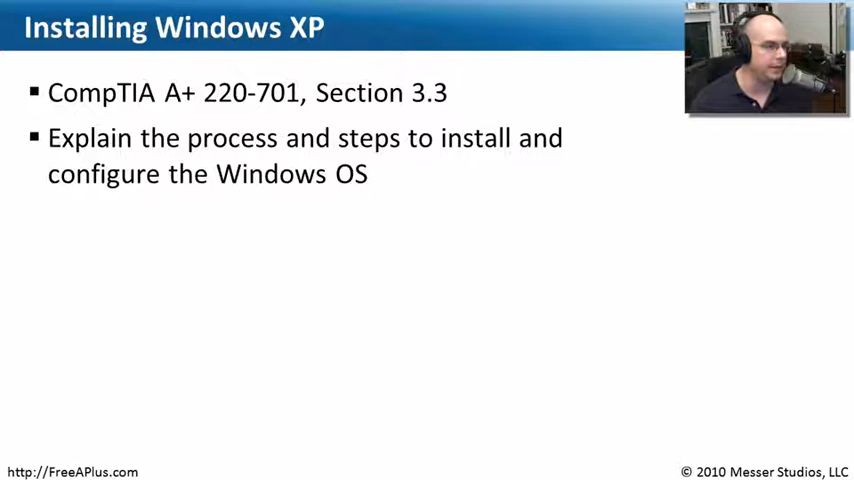 Installing Windows XP
▪ CompTIA A+ 220-701, Section 3.3
▪ Explain the process and steps to install and
configure the Windows OS
http://FreeAPlus.com
© 2010 Messer Studios, LLC